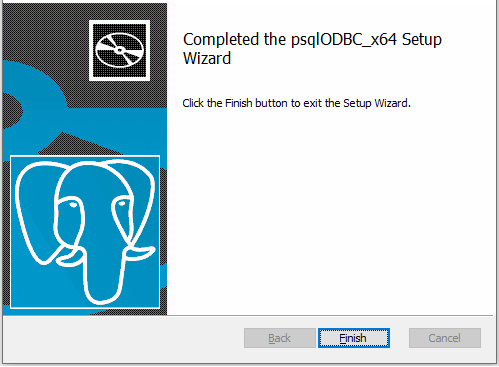 Completed the psqlODBC_x64 Setup
Wizard
Click the Finish button to exit the Setup Wizard.
Back
Finish
Cancel